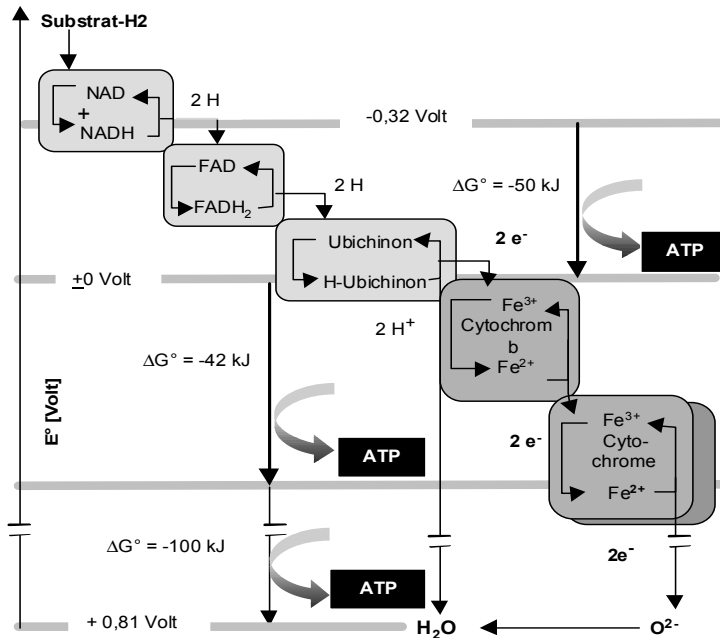 Substrat-H2
NAD
+
NADH
2 H
-0,32 Volt
FAD
FADH₂
2 H
ΔG° = -50 kJ
Ubichinon
H-Ubichinon
2 e⁻
ATP
±0 Volt
2 H⁺
Fe³⁺
Cytochrom
b
Fe²⁺
ΔG° = -42 kJ
E° [Volt]
ATP
2 e⁻
Fe³⁺
Cyto-
chrome
Fe²⁺
ΔG° = -100 kJ
ATP
2e⁻
+ 0,81 Volt
H₂O
O²⁻